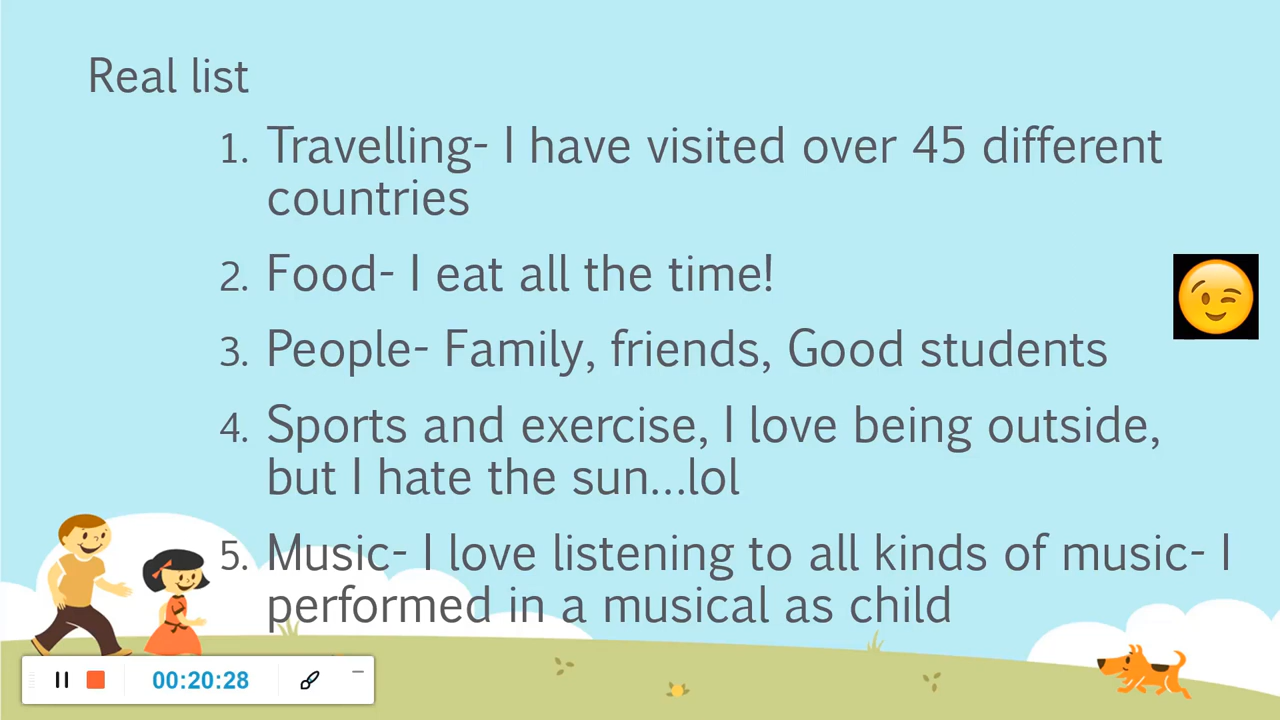 Real list
1. Travelling- I have visited over 45 different
countries
2. Food- I eat all the time!
3. People- Family, friends, Good students
4. Sports and exercise, I love being outside,
but I hate the sun...lol
5. Music- I love listening to all kinds of music- I
performed in a musical as child
00:20:28